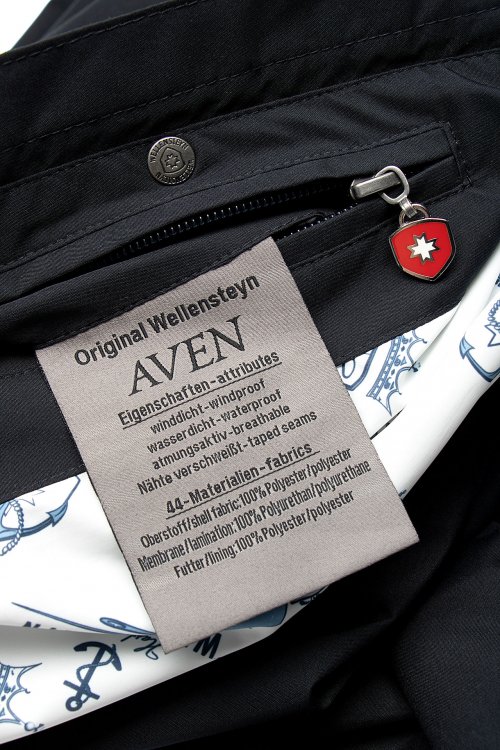 WELLENSTEYN
Original Wellensteyn
AVEN
Eigenschaften-attributes
winddicht-windproof
wasserdicht-waterproof
atmungsaktiv-breathable
Nähte verschweißt-taped seams
44-Materialien-fabrics
Oberstoff/shell fabric:100% Polyester/polyester
Membrane/lamination:100% Polyurethan/polyurethane
Futter/lining:100% Polyester/polyester